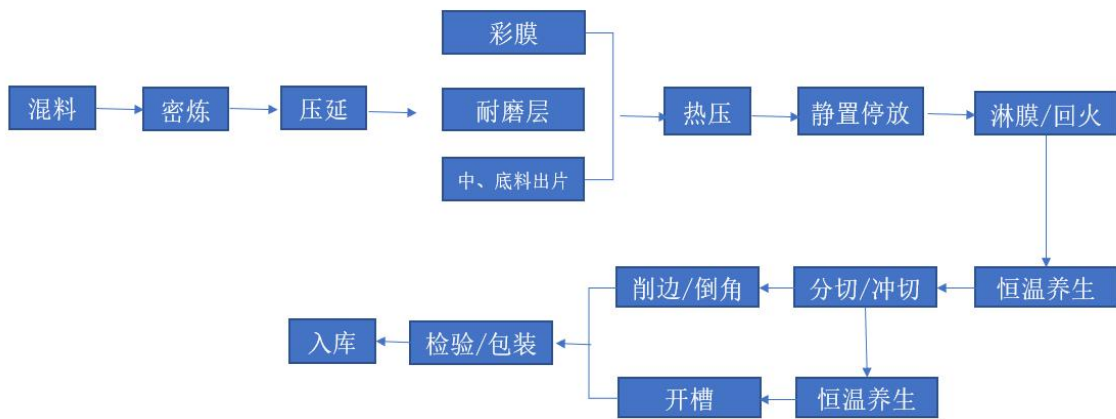 混料
密炼
压延
彩膜
耐磨层
中、底料出片
热压
静置停放
淋膜/回火
恒温养生
分切/冲切
削边/倒角
恒温养生
开槽
检验/包装
入库